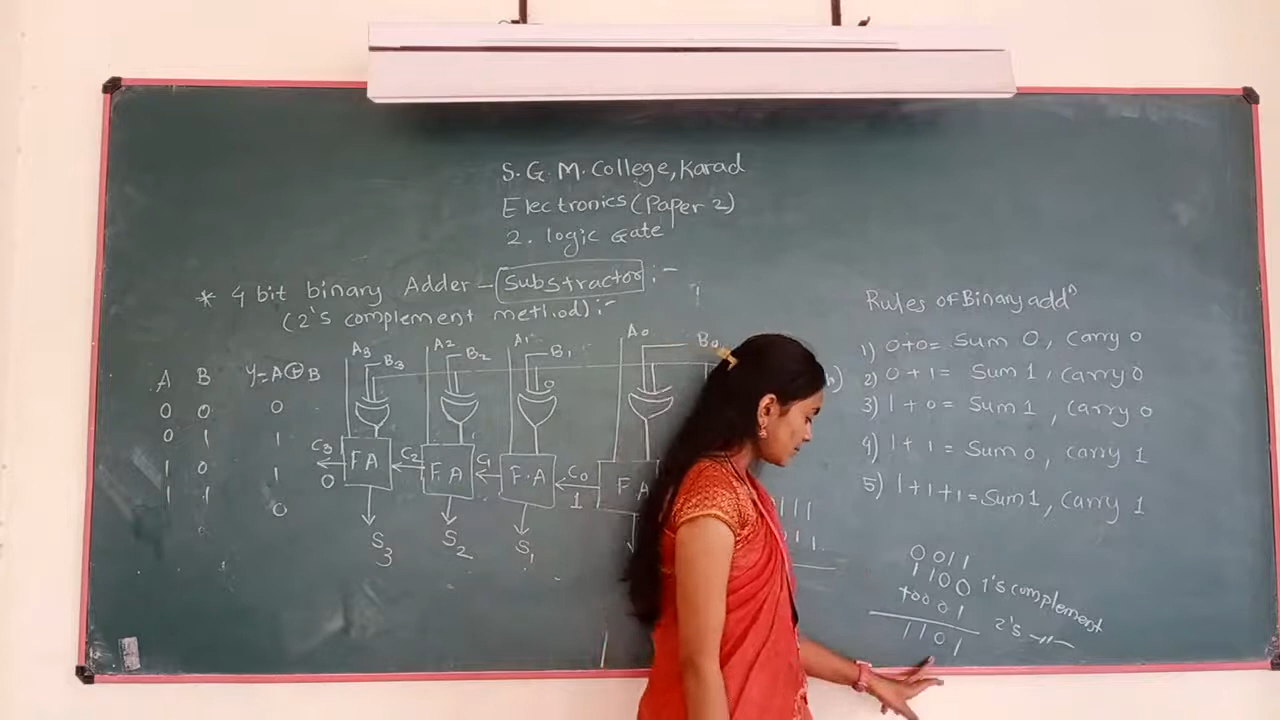 S. G. M. College, Karad
Electronics (Paper 2)
2. logic Gate
* 4 bit binary Adder - Substractor :-
(2's complement method) :-
A B Y=A⊕B
0 0 0
0 1 1
1 0 1
1 1 0
A3 B3 A2 B2 A1 B1 A0 B0
C3 FA C2 F.A C1 F.A C0 F.A
0 1
S3 S2 S1
111
011.
Rules of Binary addⁿ
1) 0+0= Sum 0, Carry 0
2) 0+1= Sum 1, Carry 0
3) 1+0= Sum 1, Carry 0
4) 1+1= Sum 0, Carry 1
5) 1+1+1= Sum 1, Carry 1
0011
1100 1's complement
+0001
1101 2's -〃-